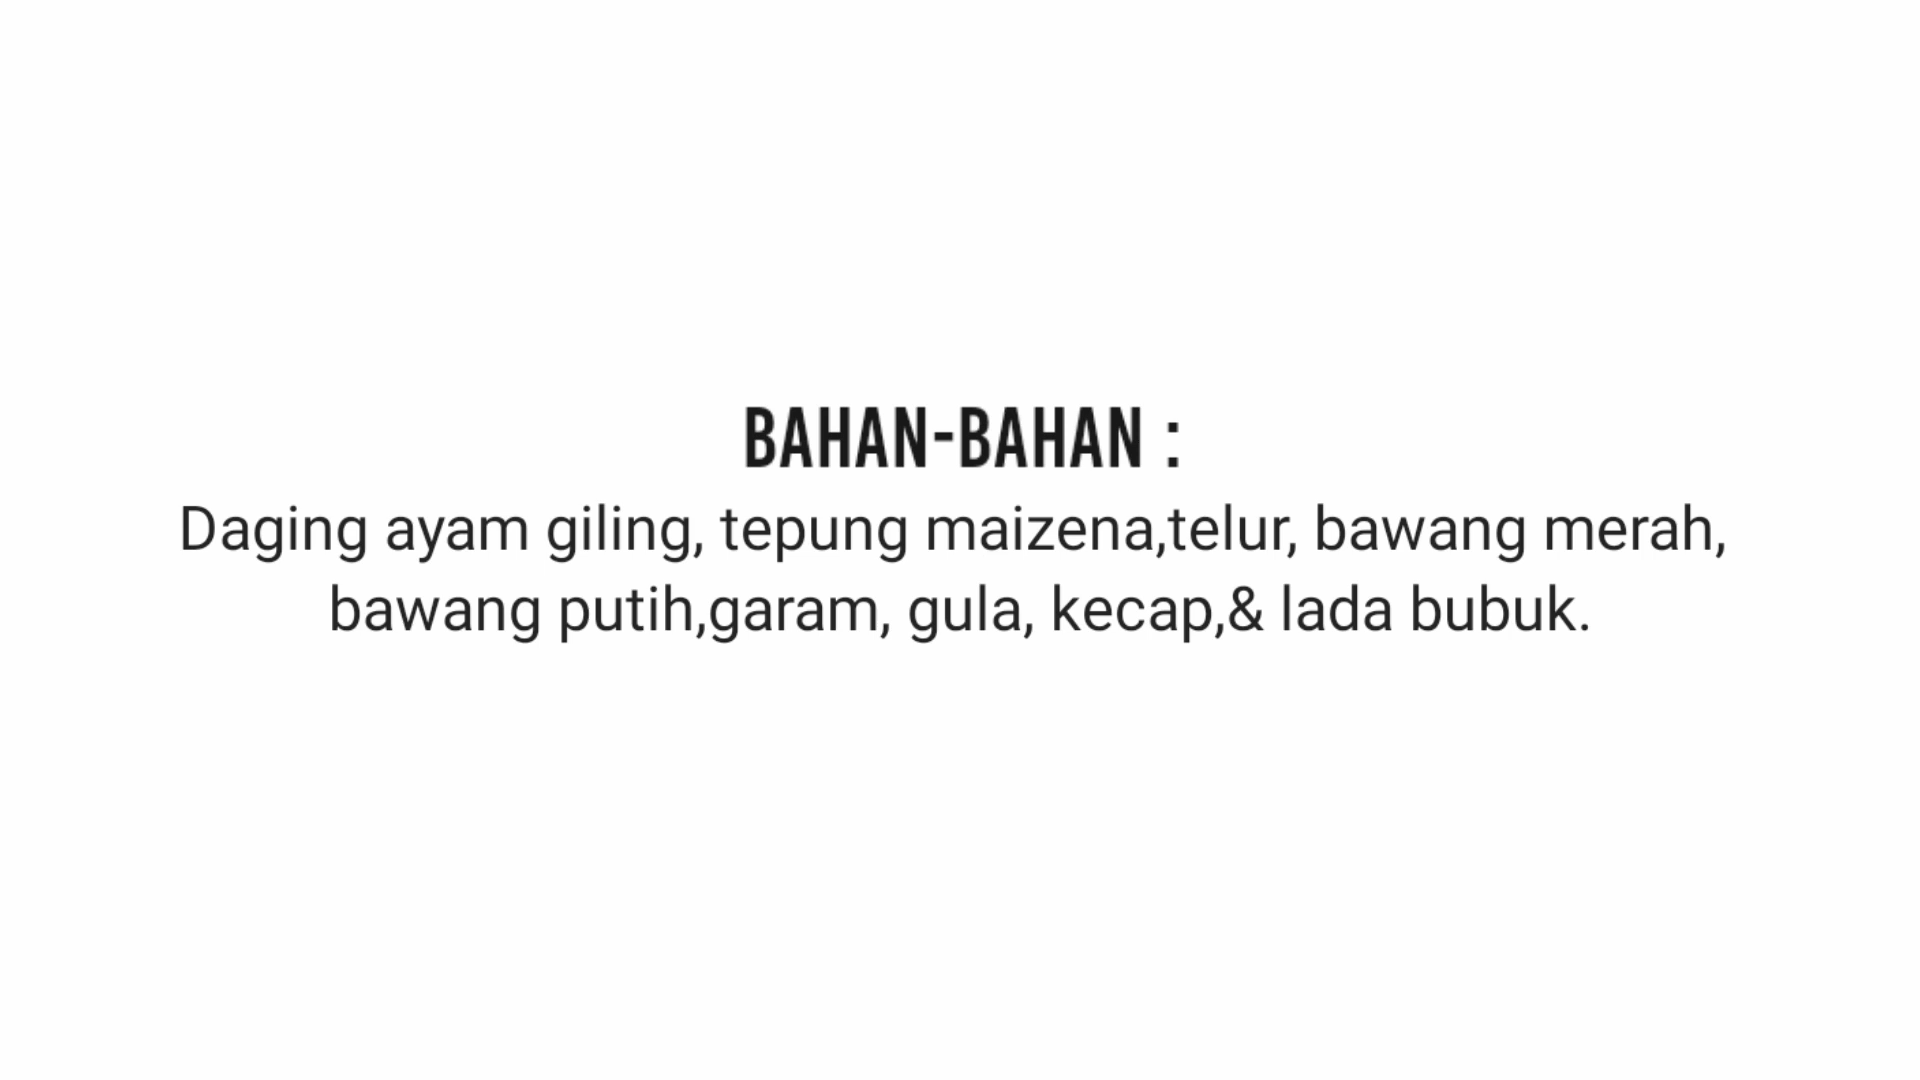 BAHAN-BAHAN :
Daging ayam giling, tepung maizena,telur, bawang merah,
bawang putih,garam, gula, kecap,& lada bubuk.